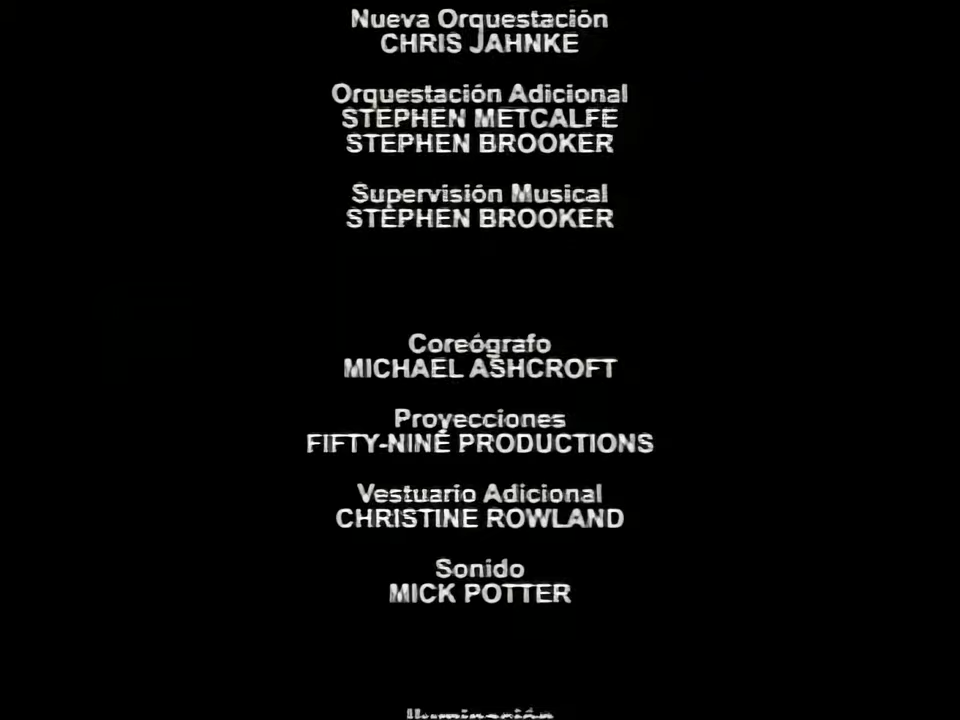 Nueva Orquestación
CHRIS JAHNKE
Orquestación Adicional
STEPHEN METCALFE
STEPHEN BROOKER
Supervisión Musical
STEPHEN BROOKER
Coreógrafo
MICHAEL ASHCROFT
Proyecciones
FIFTY-NINE PRODUCTIONS
Vestuario Adicional
CHRISTINE ROWLAND
Sonido
MICK POTTER
Iluminación